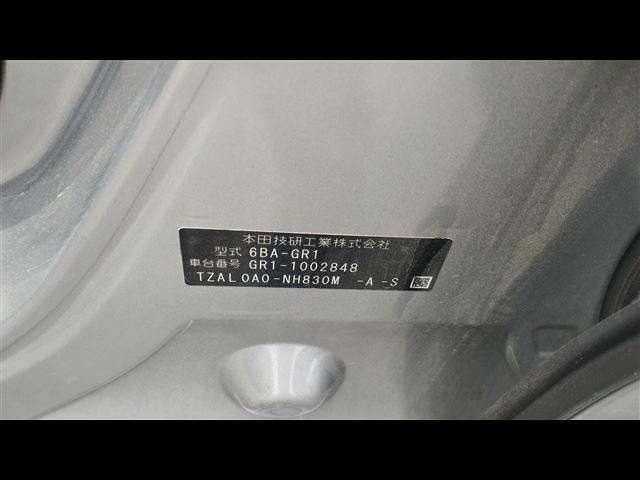 本田技研工業株式会社
型式 6BA-GR1
車台番号 GR1-1002848
TZAL0A0-NH830M -A-S